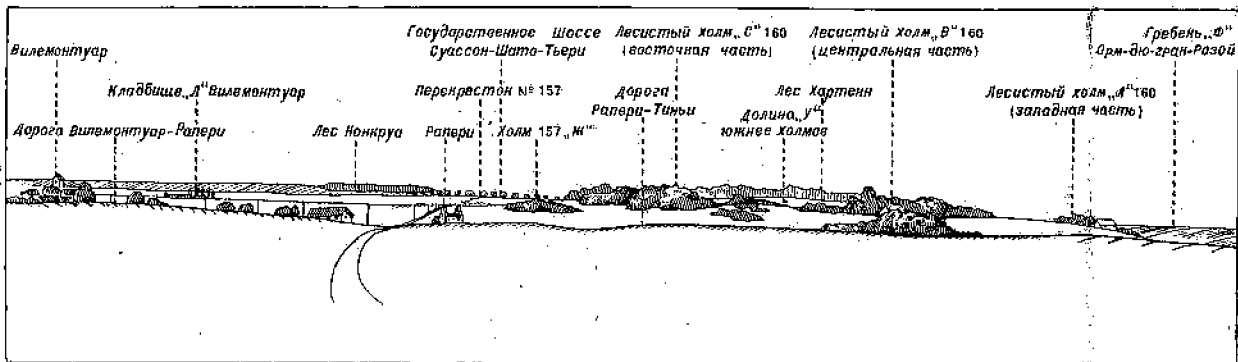 Вилемонтуар
Государственное Шоссе
Суассон-Шато-Тьери
Лесистый холм „С“ 160
(восточная часть)
Лесистый Холм „В“ 160
(центральная часть)
Гребень „Ф“
Орм-дю-гран-Розой
Кладбище „Л“ Вилемонтуар
Перекресток № 157
Дорога
Рапери-Тиньи
Лес Хартенн
Лесистый холм „А“ 160
(западная часть)
Дорога Вилемонтуар-Рапери
Лес Конкруа
Рапери
Холм 157 „Ж“
Долина „У“
южнее холмов